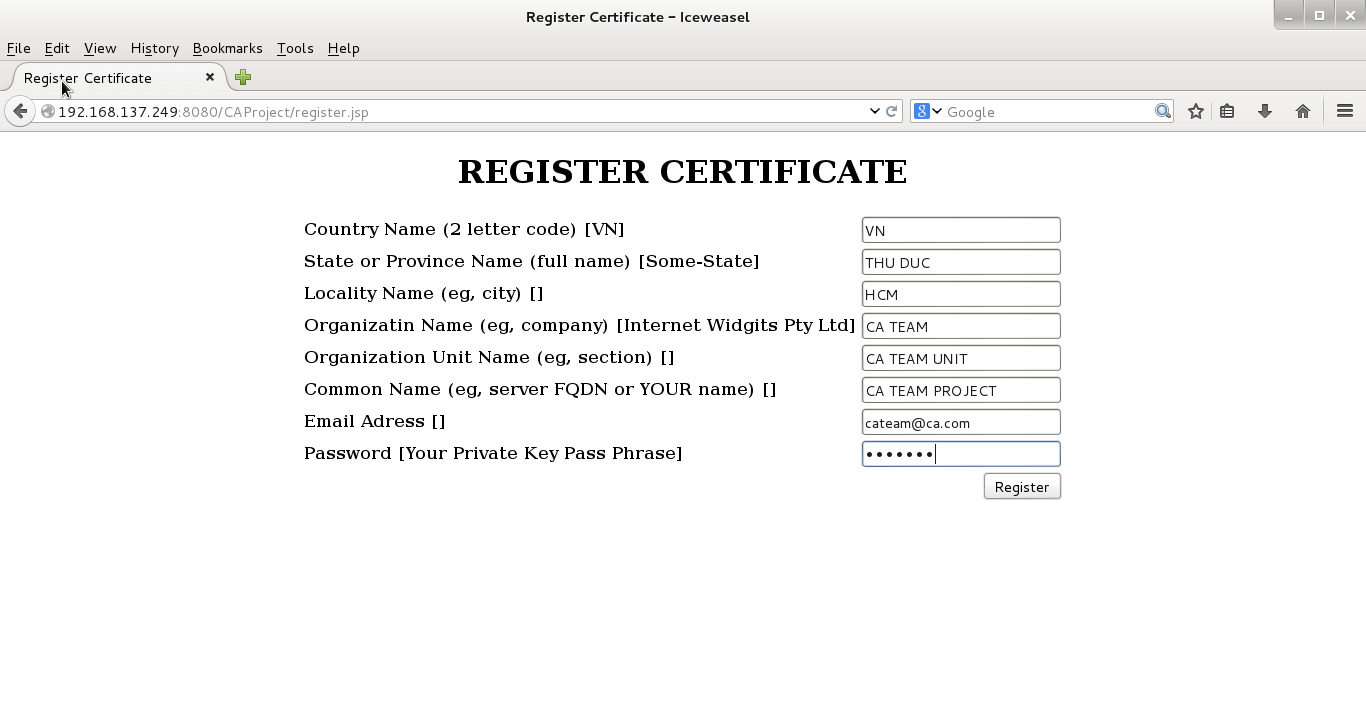 Register Certificate - Iceweasel
File Edit View History Bookmarks Tools Help
Register Certificate
192.168.137.249:8080/CAProject/register.jsp
8 Google
REGISTER CERTIFICATE
Country Name (2 letter code) [VN] VN
State or Province Name (full name) [Some-State] THU DUC
Locality Name (eg, city) [] HCM
Organizatin Name (eg, company) [Internet Widgits Pty Ltd] CA TEAM
Organization Unit Name (eg, section) [] CA TEAM UNIT
Common Name (eg, server FQDN or YOUR name) [] CA TEAM PROJECT
Email Adress [] cateam@ca.com
Password [Your Private Key Pass Phrase] •••••••
Register